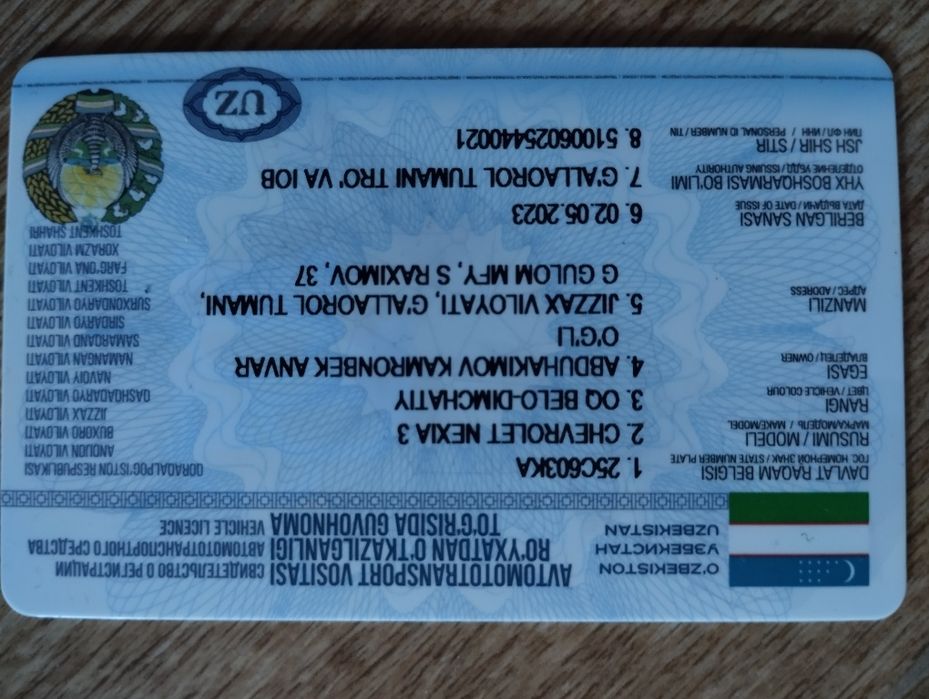 O'ZBEKISTON
УЗБЕКИСТАН
UZBEKISTAN
AVTOMOTOTRANSPORT VOSITASI
RO'YXATDAN O'TKAZILGANLIGI
TO'G'RISIDA GUVOHNOMA
СВИДЕТЕЛЬСТВО О РЕГИСТРАЦИИ
АВТОМОТОТРАНСПОРТНОГО СРЕДСТВА
VEHICLE LICENCE
DAVLAT RAQAM BELGISI
ГОС. НОМЕРНОЙ ЗНАК / STATE NUMBER PLATE
1. 25C603KA
RUSUMI / MODELI
МАРКА/МОДЕЛЬ / MAKE/MODEL
2. CHEVROLET NEXIA 3
RANGI
ЦВЕТ / VEHICLE COLOUR
3. OQ BELO-DIMCHATIY
EGASI
ВЛАДЕЛЕЦ / OWNER
4. ABDUHAKIMOV KAMRONBEK ANVAR
O'G'LI
MANZILI
АДРЕС / ADDRESS
5. JIZZAX VILOYATI, G'ALLAOROL TUMANI,
G GULOM MFY, S RAXIMOV, 37
BERILGAN SANASI
ДАТА ВЫДАЧИ / DATE OF ISSUE
6. 02.05.2023
YHX BOSHQARMASI BO'LIMI
ОТДЕЛЕНИЕ УБДД / ISSUING AUTHORITY
7. G'ALLAOROL TUMANI TRO' VA IOB
JSH SHIR / STIR
ПИН ФЛ / ИНН / PERSONAL ID NUMBER / TIN
8. 51006025440021
QORAQALPOG'ISTON RESPUBLIKASI
ANDIJON VILOYATI
BUXORO VILOYATI
JIZZAX VILOYATI
QASHQADARYO VILOYATI
NAVOIY VILOYATI
NAMANGAN VILOYATI
SAMARQAND VILOYATI
SIRDARYO VILOYATI
SURXONDARYO VILOYATI
TOSHKENT VILOYATI
FARG'ONA VILOYATI
XORAZM VILOYATI
TOSHKENT SHAHRI
UZ